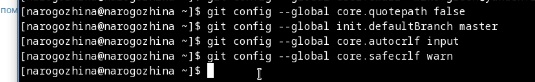 пом
[narogozhina@narogozhina ~]$ git config --global core.quotepath false
[narogozhina@narogozhina ~]$ git config --global init.defaultBranch master
[narogozhina@narogozhina ~]$ git config --global core.autocrlf input
[narogozhina@narogozhina ~]$ git config --global core.safecrlf warn
[narogozhina@narogozhina ~]$